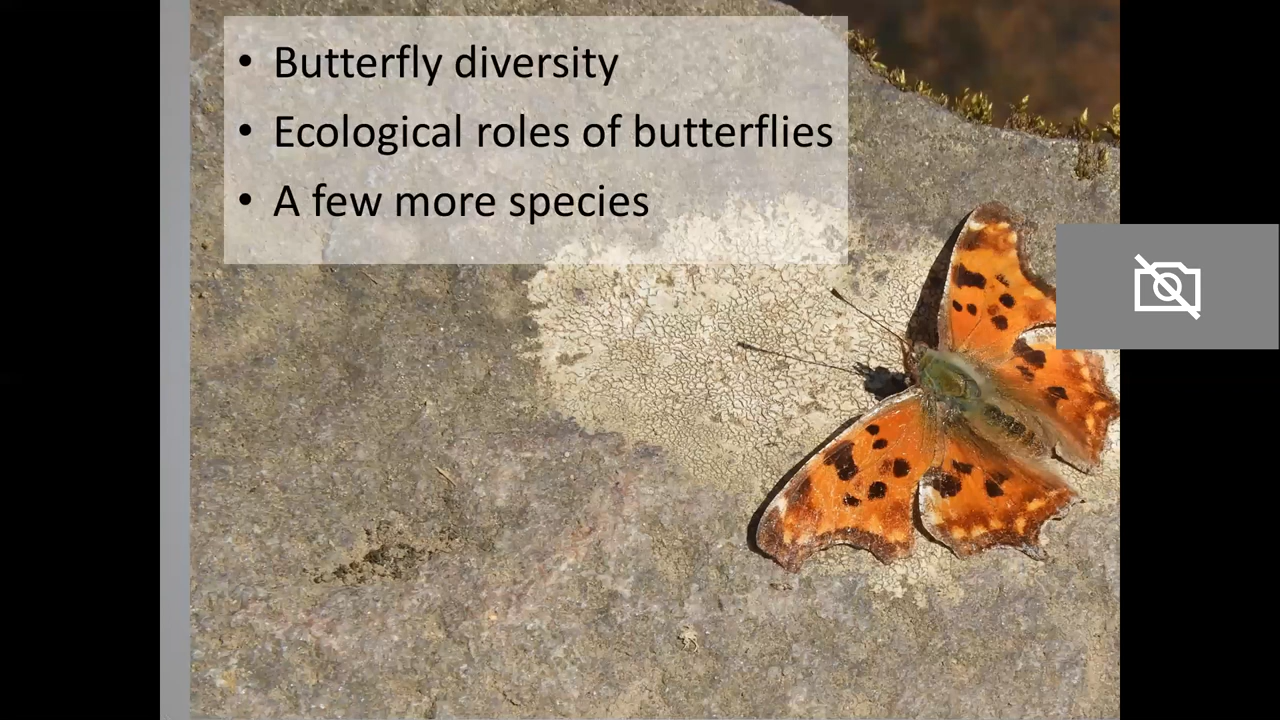 • Butterfly diversity
• Ecological roles of butterflies
• A few more species